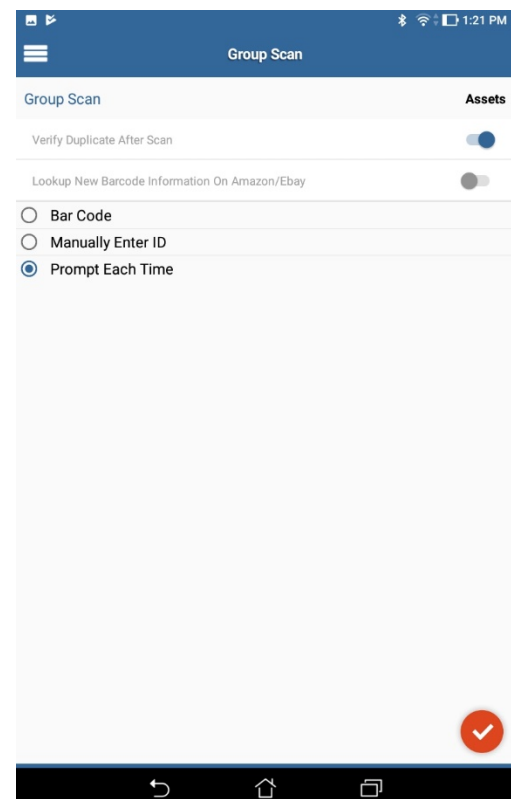 1:21 PM
Group Scan
Group Scan Assets
Verify Duplicate After Scan
Lookup New Barcode Information On Amazon/Ebay
Bar Code
Manually Enter ID
Prompt Each Time